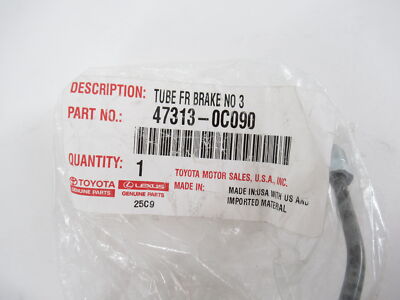 DESCRIPTION: TUBE FR BRAKE NO 3
PART NO.: 47313-0C090
QUANTITY: 1
TOYOTA MOTOR SALES, U.S.A., INC.
TOYOTA LEXUS MADE IN: MADE IN:USA WITH US AND
GENUINE PARTS GENUINE PARTS IMPORTED MATERIAL
25C9